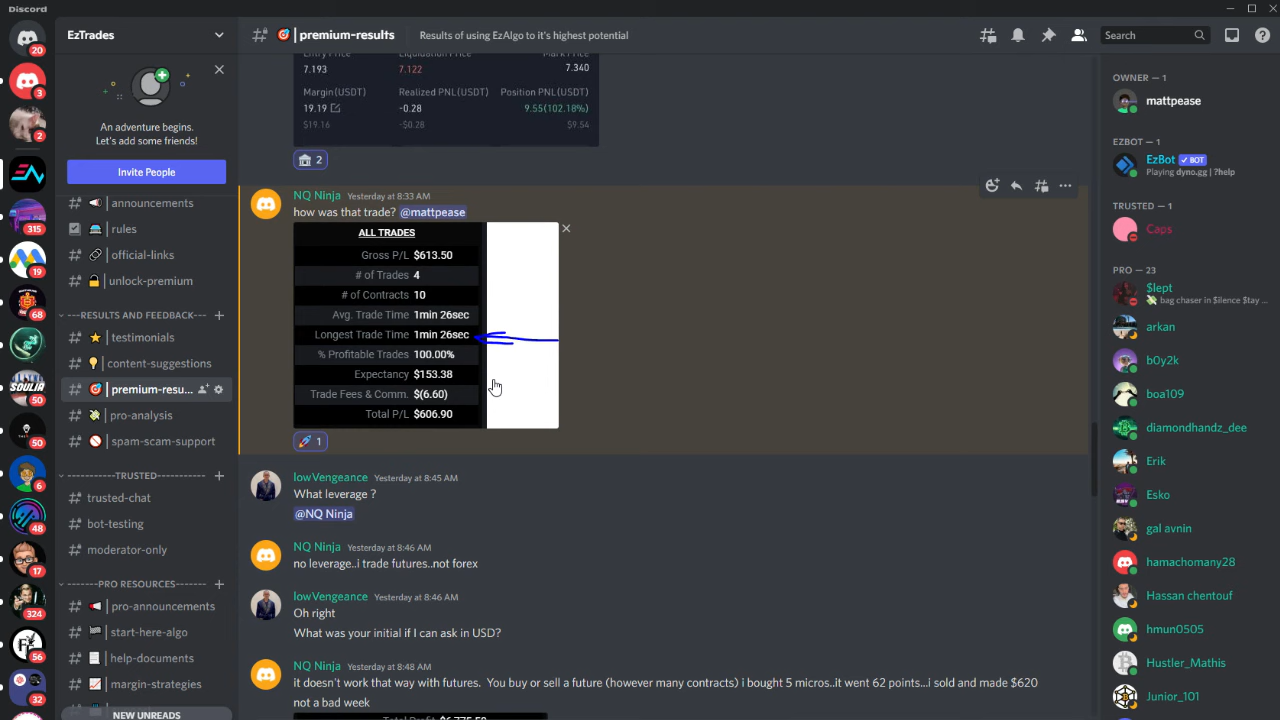 Discord
EzTrades
premium-results
Results of using EzAlgo to it's highest potential
Search
20
3
2
315
19
68
50
50
6
48
17
324
56
32
An adventure begins.
Let's add some friends!
Invite People
announcements
rules
official-links
unlock-premium
-----RESULTS AND FEEDBACK-----
testimonials
content-suggestions
premium-resu...
pro-analysis
spam-scam-support
trusted-chat
bot-testing
moderator-only
pro-announcements
start-here-algo
help-documents
margin-strategies
NEW UNREADS
7.193
7.122
7.340
Margin(USDT)
Realized PNL(USDT)
Position PNL(USDT)
19.19
-0.28
9.55(102.18%)
$19.16
-$0.28
$9.54
2
NQ Ninja Yesterday at 8:33 AM
how was that trade? @mattpease
ALL TRADES
Gross P/L $613.50
# of Trades 4
# of Contracts 10
Avg. Trade Time 1min 26sec
Longest Trade Time 1min 26sec
% Profitable Trades 100.00%
Expectancy $153.38
Trade Fees & Comm. $(6.60)
Total P/L $606.90
1
lowVengeance Yesterday at 8:45 AM
What leverage ?
@NQ Ninja
NQ Ninja Yesterday at 8:46 AM
no leverage..i trade futures..not forex
lowVengeance Yesterday at 8:46 AM
Oh right
What was your initial if I can ask in USD?
NQ Ninja Yesterday at 8:48 AM
it doesn't work that way with futures. You buy or sell a future (however many contracts) i bought 5 micros..it went 62 points...i sold and made $620
not a bad week
OWNER — 1
mattpease
EZBOT — 1
EzBot BOT
Playing dyno.gg | ?help
TRUSTED — 1
Caps
PRO — 23
$lept
bag chaser in $ilence $tay ...
arkan
b0y2k
boa109
diamondhandz_dee
Erik
Esko
gal avnin
hamachomany28
Hassan chentouf
hmun0505
Hustler_Mathis
Junior_101